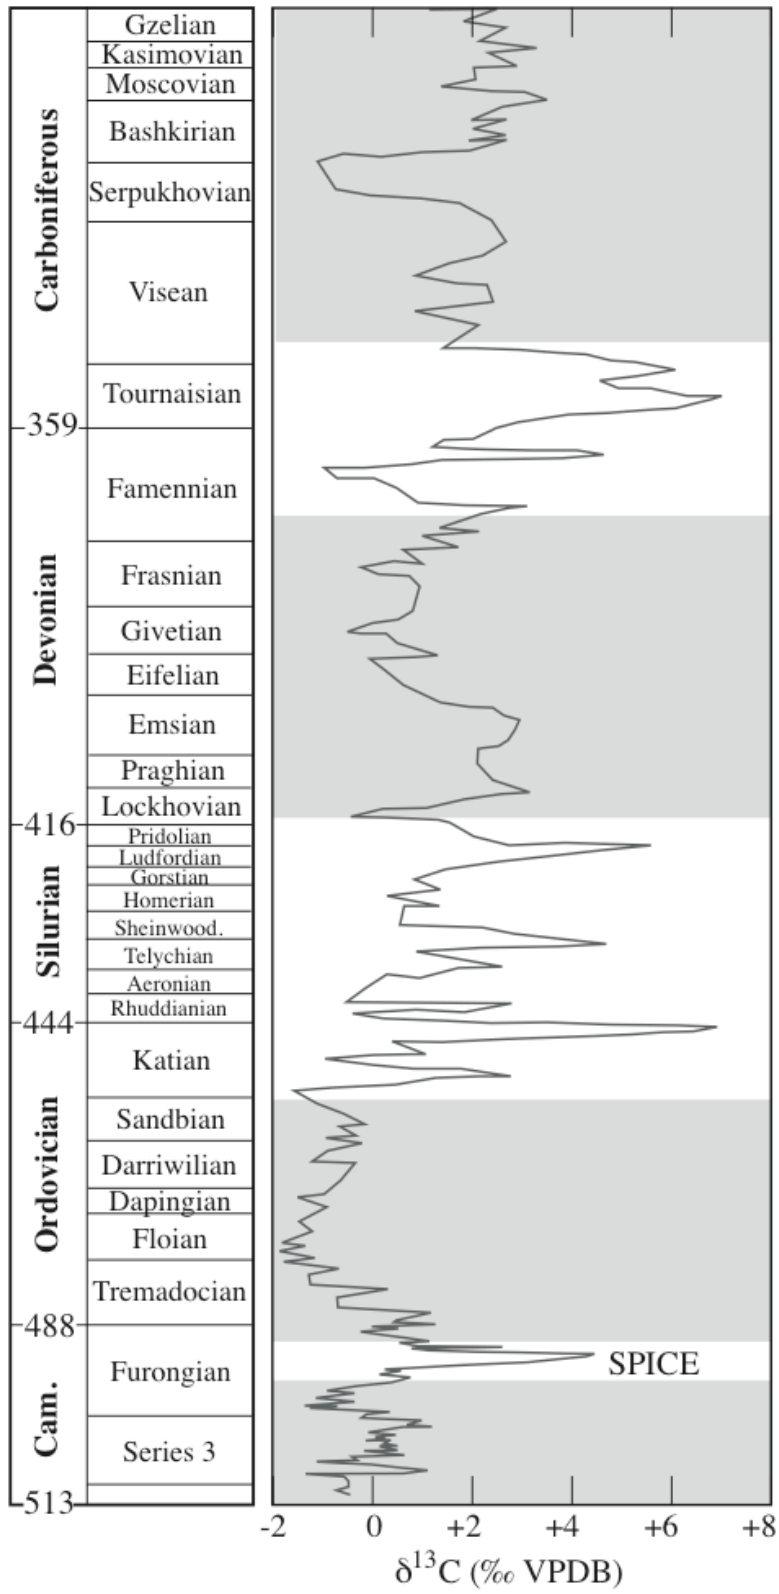 Carboniferous
Gzelian
Kasimovian
Moscovian
Bashkirian
Serpukhovian
Visean
Tournaisian
359
Devonian
Famennian
Frasnian
Givetian
Eifelian
Emsian
Praghian
Lockhovian
416
Silurian
Pridolian
Ludfordian
Gorstian
Homerian
Sheinwood.
Telychian
Aeronian
Rhuddianian
444
Ordovician
Katian
Sandbian
Darriwilian
Dapingian
Floian
Tremadocian
488
Cam.
Furongian
SPICE
Series 3
513
-2 0 +2 +4 +6 +8
δ¹³C (‰ VPDB)